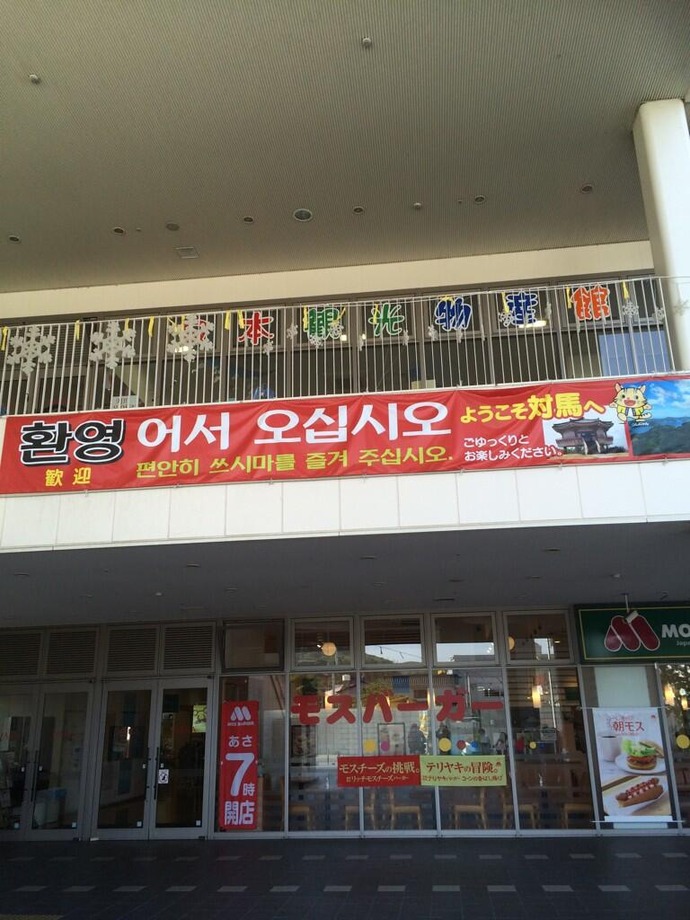 本観光物産館
환영 어서 오십시오 ようこそ対馬へ
歓迎 편안히 쓰시마를 즐겨 주십시오.
ごゆっくりと
お楽しみください。
MO
モスバーガー
あさ
7時
開店
モスチーズの挑戦。
テリヤキの冒険。
朝モス